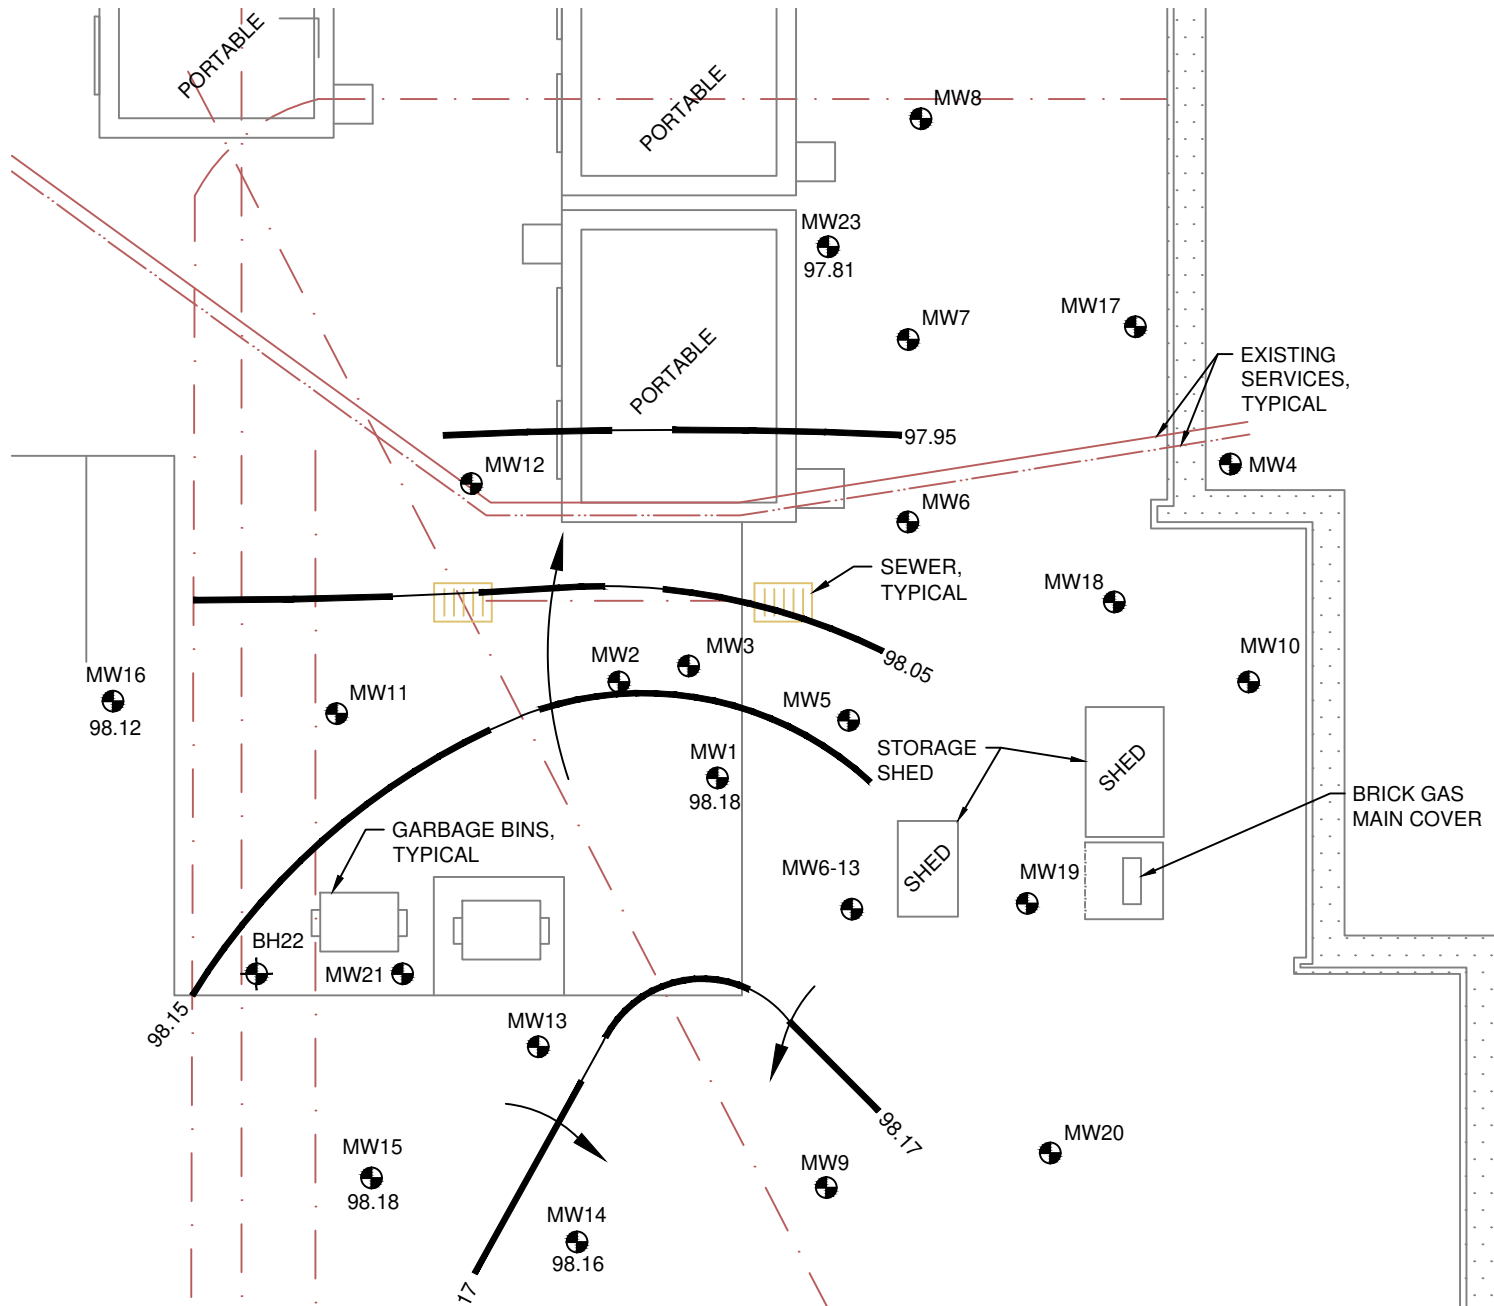 PORTABLE
PORTABLE
MW8
MW23
97.81
MW7
MW17
EXISTING
SERVICES,
TYPICAL
PORTABLE
97.95
MW12
MW4
MW6
SEWER,
TYPICAL
MW18
MW3
MW2
98.05
MW10
MW16
98.12
MW11
MW5
STORAGE
SHED
MW1
98.18
SHED
BRICK GAS
MAIN COVER
GARBAGE BINS,
TYPICAL
MW6-13
SHED
MW19
BH22
MW21
98.15
MW13
98.17
MW20
MW15
98.18
MW9
MW14
98.16
17